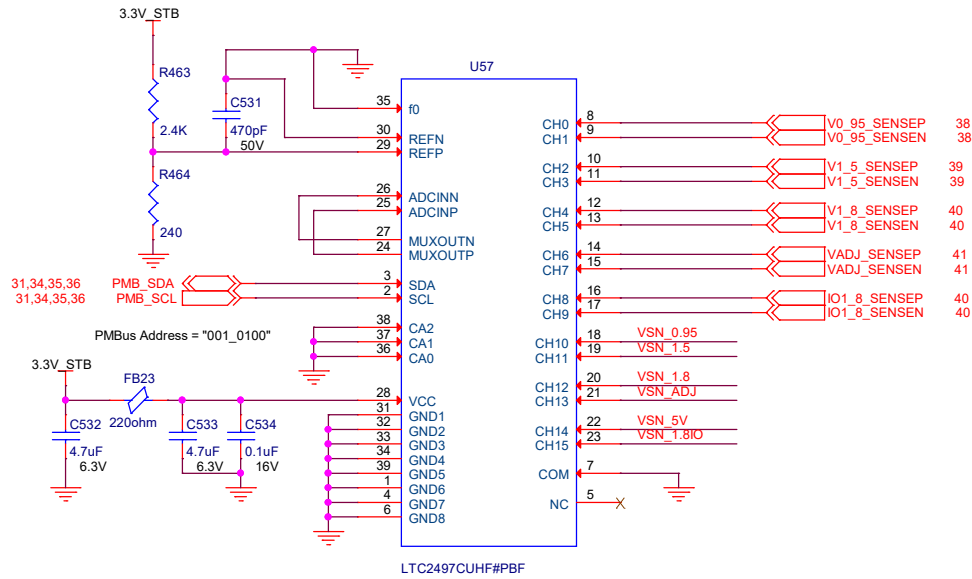 3.3V_STB
R463
2.4K
C531
470pF
50V
R464
240
U57
35 f0
30 REFN
29 REFP
26 ADCINN
25 ADCINP
27 MUXOUTN
24 MUXOUTP
31,34,35,36 PMB_SDA 3 SDA
31,34,35,36 PMB_SCL 2 SCL
38 CA2
37 CA1
36 CA0
PMBus Address = "001_0100"
3.3V_STB
FB23
220ohm
C532
4.7uF
6.3V
C533
4.7uF
6.3V
C534
0.1uF
16V
28 VCC
31 GND1
32 GND2
33 GND3
34 GND4
39 GND5
1 GND6
4 GND7
6 GND8
CH0 8 V0_95_SENSEP 38
CH1 9 V0_95_SENSEN 38
CH2 10 V1_5_SENSEP 39
CH3 11 V1_5_SENSEN 39
CH4 12 V1_8_SENSEP 40
CH5 13 V1_8_SENSEN 40
CH6 14 VADJ_SENSEP 41
CH7 15 VADJ_SENSEN 41
CH8 16 IO1_8_SENSEP 40
CH9 17 IO1_8_SENSEN 40
CH10 18 VSN_0.95
CH11 19 VSN_1.5
CH12 20 VSN_1.8
CH13 21 VSN_ADJ
CH14 22 VSN_5V
CH15 23 VSN_1.8IO
COM 7
NC 5
LTC2497CUHF#PBF